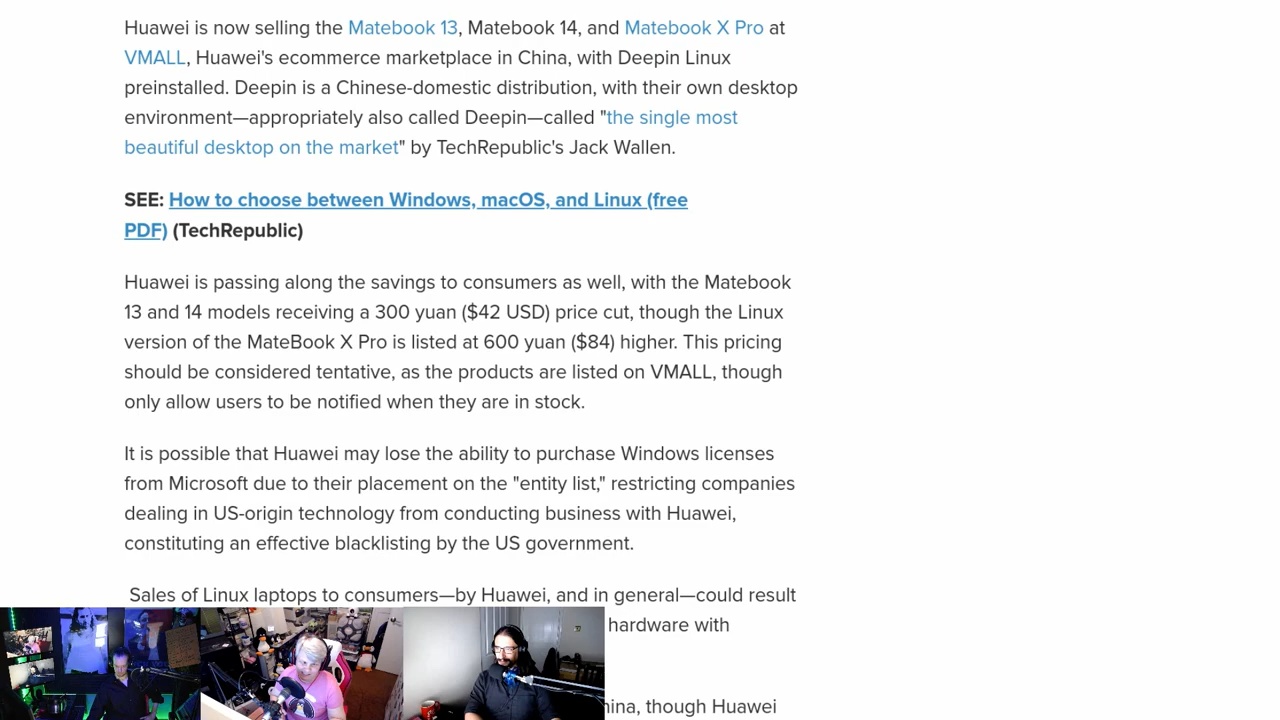 Huawei is now selling the Matebook 13, Matebook 14, and Matebook X Pro at
VMALL, Huawei's ecommerce marketplace in China, with Deepin Linux
preinstalled. Deepin is a Chinese-domestic distribution, with their own desktop
environment—appropriately also called Deepin—called "the single most
beautiful desktop on the market" by TechRepublic's Jack Wallen.
SEE: How to choose between Windows, macOS, and Linux (free
PDF) (TechRepublic)
Huawei is passing along the savings to consumers as well, with the Matebook
13 and 14 models receiving a 300 yuan ($42 USD) price cut, though the Linux
version of the MateBook X Pro is listed at 600 yuan ($84) higher. This pricing
should be considered tentative, as the products are listed on VMALL, though
only allow users to be notified when they are in stock.
It is possible that Huawei may lose the ability to purchase Windows licenses
from Microsoft due to their placement on the "entity list," restricting companies
dealing in US-origin technology from conducting business with Huawei,
constituting an effective blacklisting by the US government.
Sales of Linux laptops to consumers—by Huawei, and in general—could result
hardware with
though Huawei